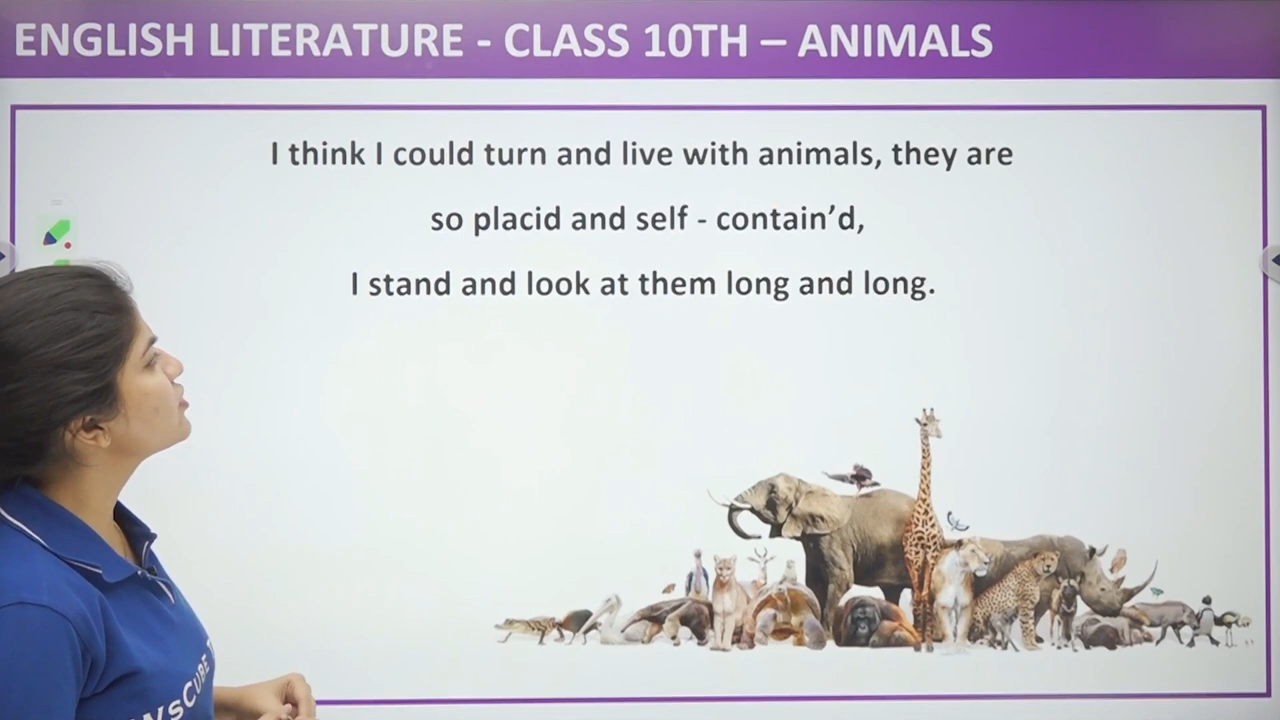 ENGLISH LITERATURE - CLASS 10TH – ANIMALS
I think I could turn and live with animals, they are
so placid and self - contain’d,
I stand and look at them long and long.